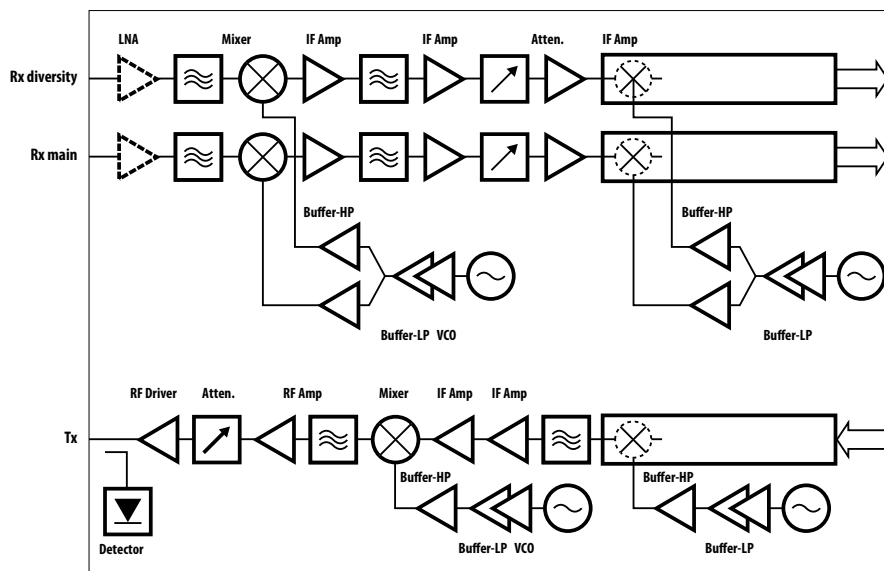 LNA Mixer IF Amp IF Amp Atten. IF Amp
Rx diversity
Rx main
Buffer-HP Buffer-HP
Buffer-LP VCO Buffer-LP
RF Driver Atten. RF Amp Mixer IF Amp IF Amp
Tx
Buffer-HP Buffer-HP
Detector Buffer-LP VCO Buffer-LP